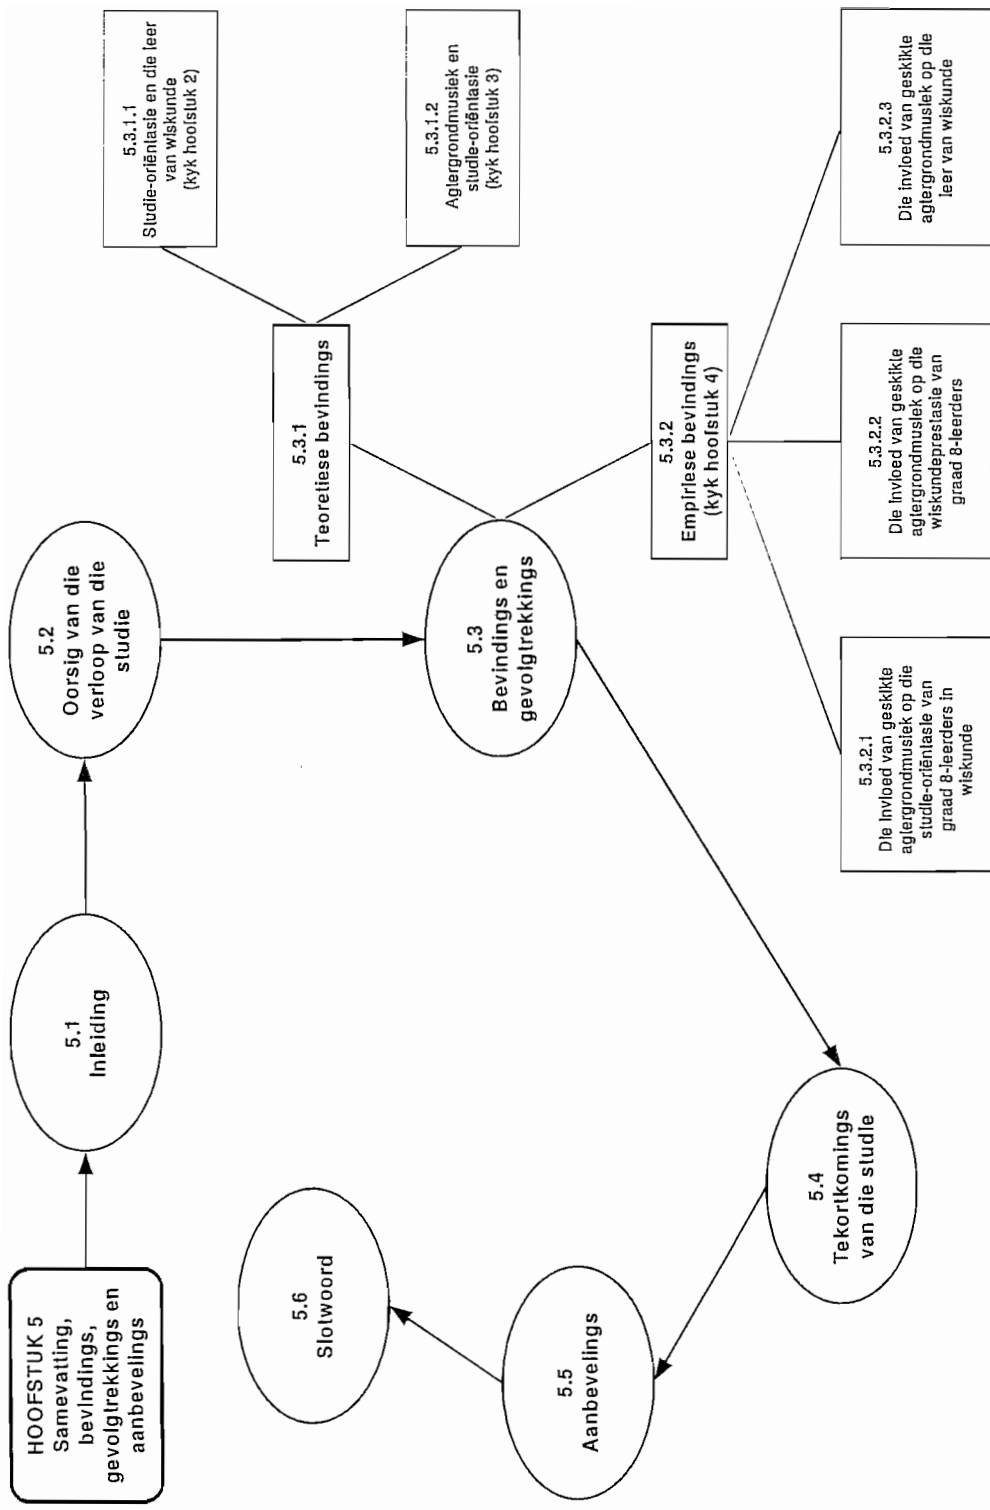 HOOFSTUK 5
Samevatting,
bevindings,
gevolgtrekkings en
aanbevelings
5.1
Inleiding
5.2
Oorsig van die
verloop van die
studie
5.3
Bevindings en
gevolgtrekkings
5.3.1
Teoretiese bevindings
5.3.1.1
Studie-oriëntasie en die leer
van wiskunde
(kyk hoofstuk 2)
5.3.1.2
Agtergrondmusiek en
studie-oriëntasie
(kyk hoofstuk 3)
5.3.2
Empiriese bevindings
(kyk hoofstuk 4)
5.3.2.1
Die invloed van geskikte
agtergrondmusiek op die
studie-oriëntasie van
graad 8-leerders in
wiskunde
5.3.2.2
Die invloed van geskikte
agtergrondmusiek op die
wiskundeprestasie van
graad 8-leerders
5.3.2.3
Die invloed van geskikte
agtergrondmusiek op die
leer van wiskunde
5.4
Tekortkomings
van die studie
5.5
Aanbevelings
5.6
Slotwoord